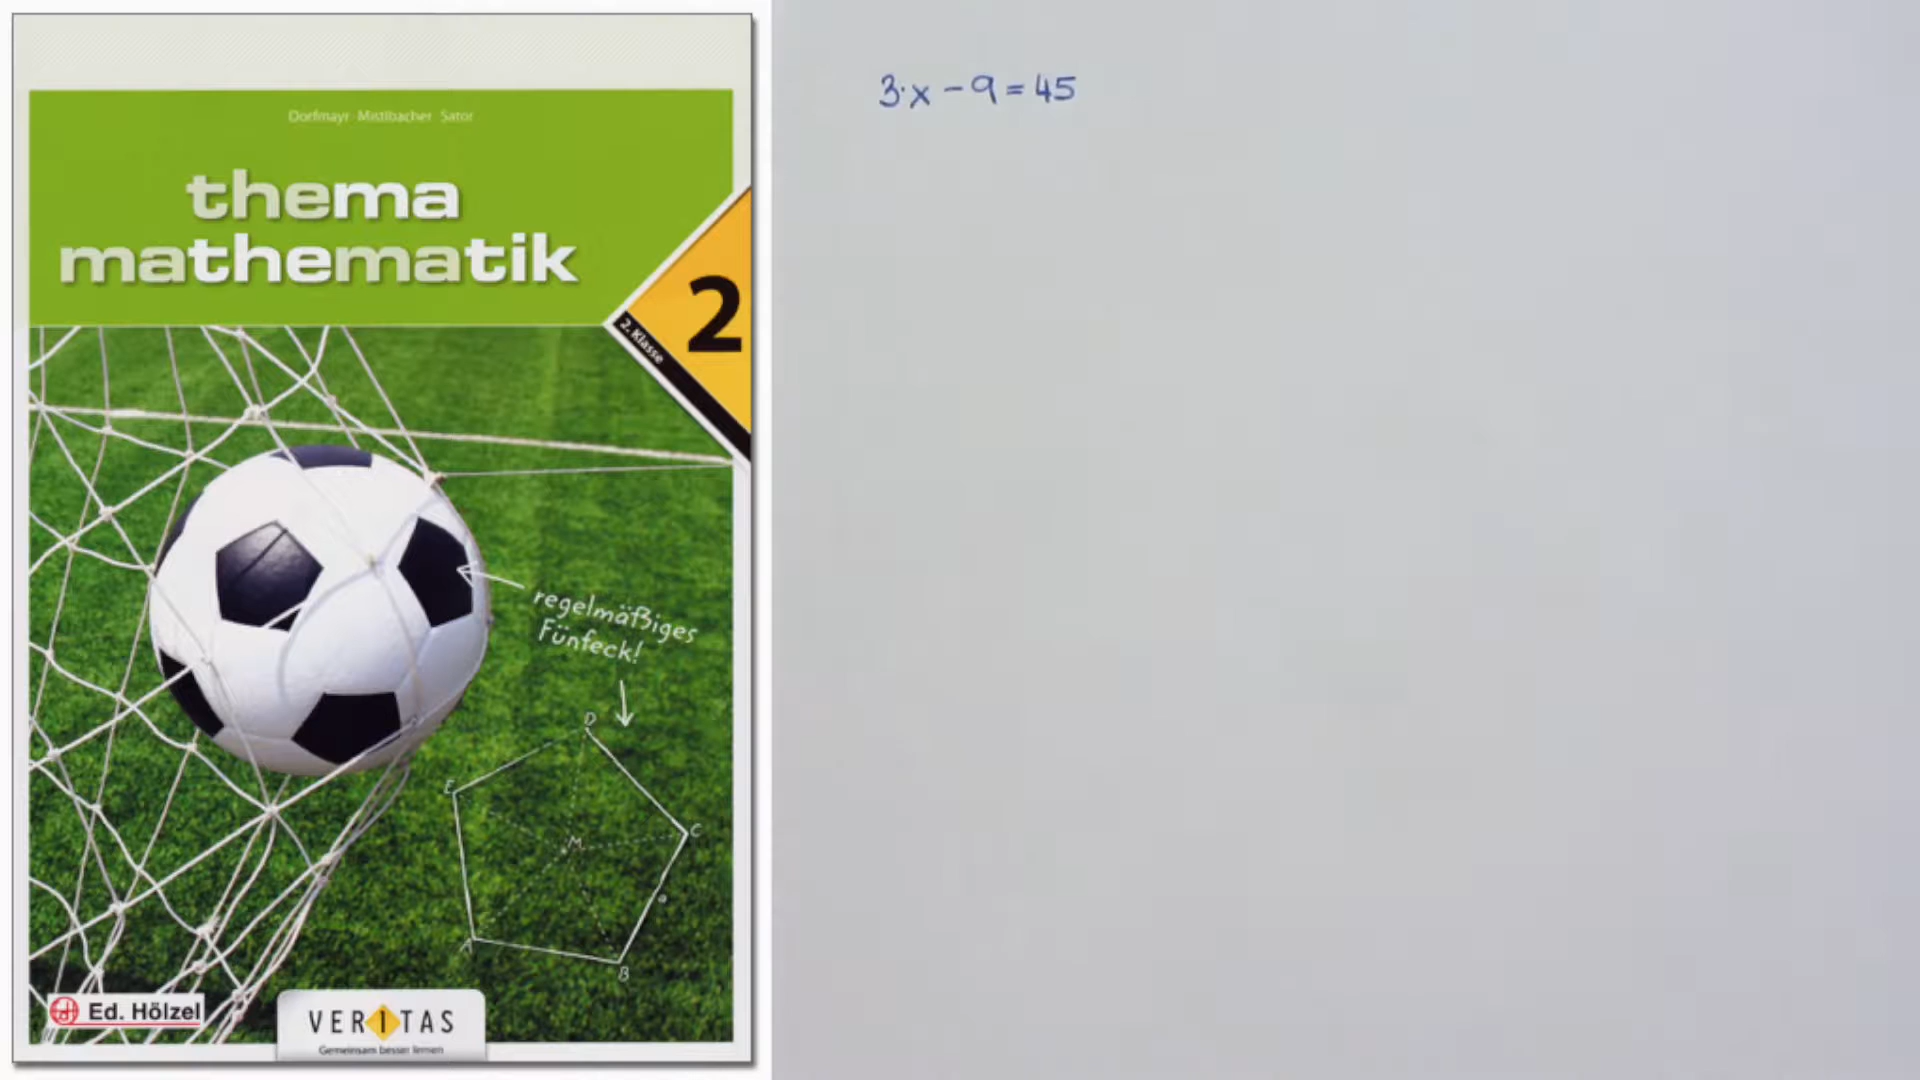 Dorfmayr Mistlbacher Sator
thema
mathematik
2
2. Klasse
regelmäßiges
Fünfeck!
D
E
C
M
a
A
B
Ed. Hölzel
VERITAS
Gemeinsam besser lernen
3·x - 9 = 45